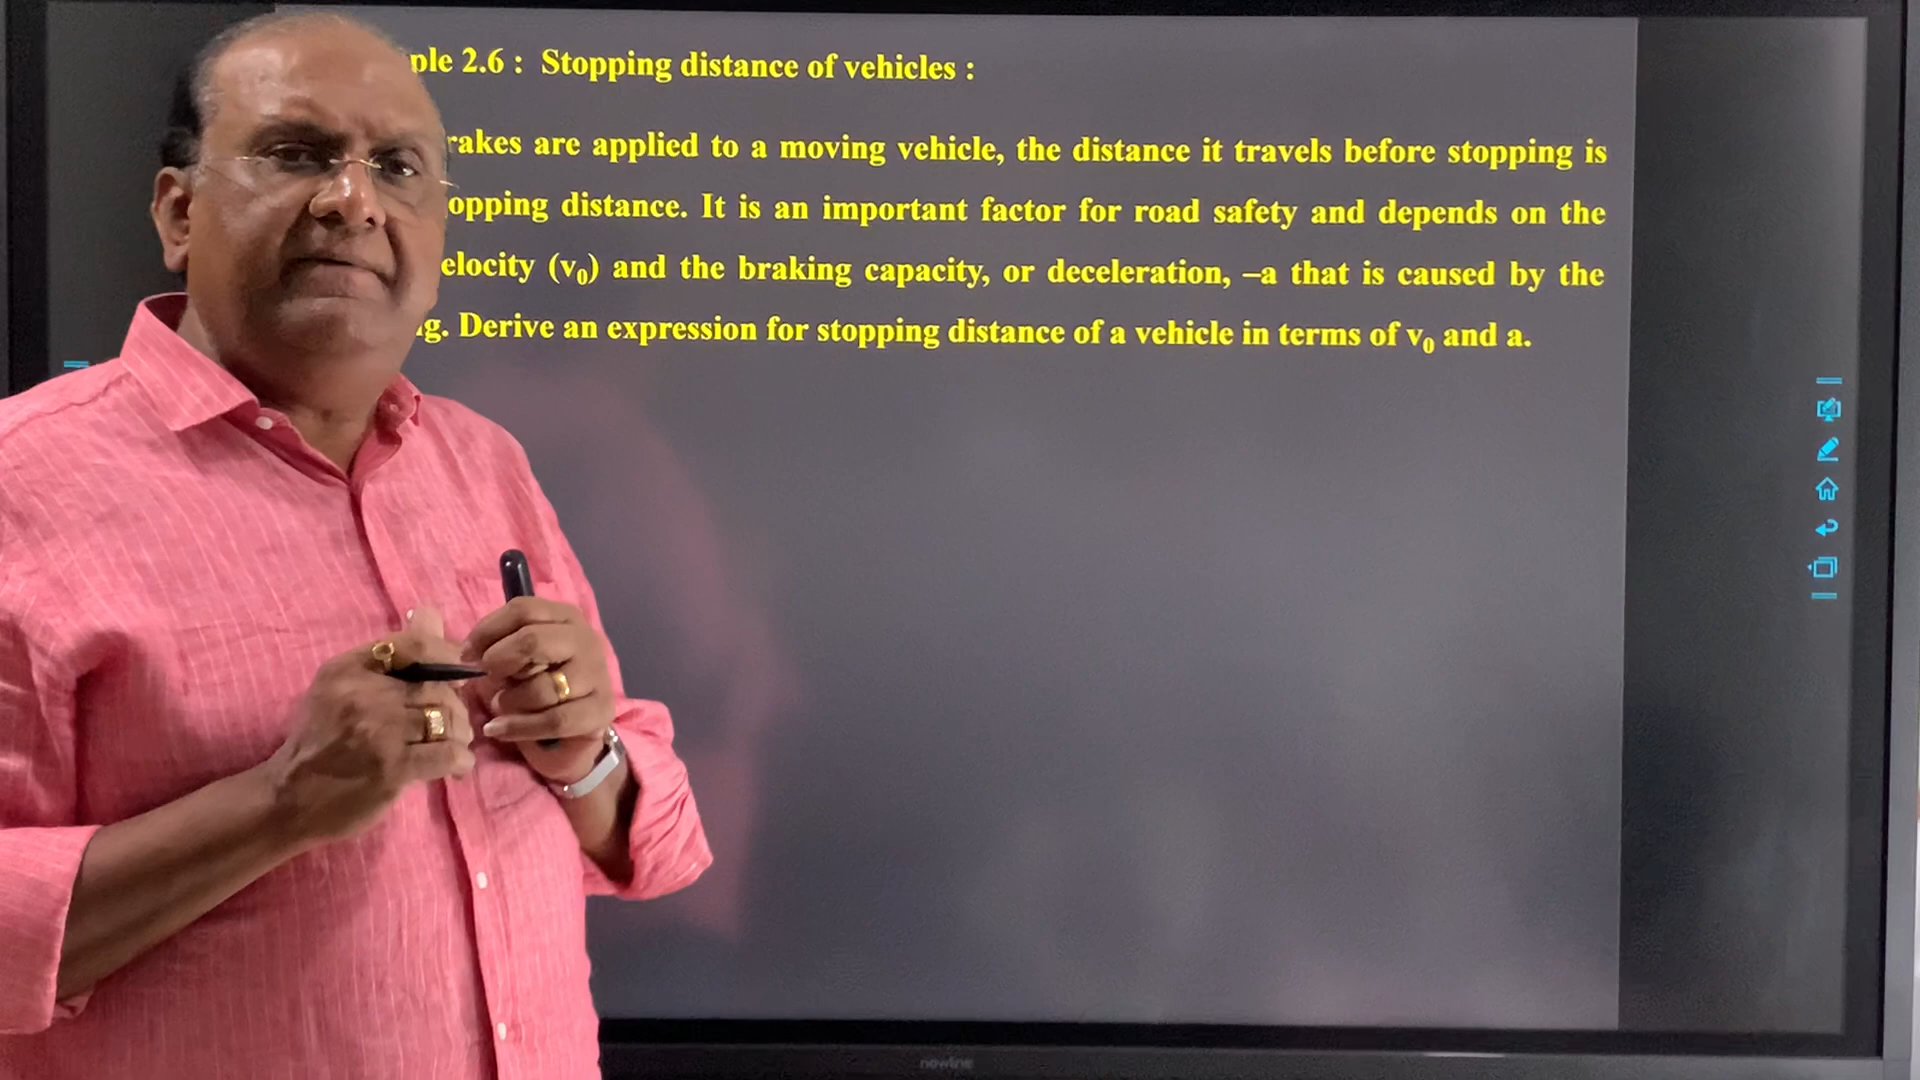 ple 2.6 : Stopping distance of vehicles :
rakes are applied to a moving vehicle, the distance it travels before stopping is
opping distance. It is an important factor for road safety and depends on the
elocity (v₀) and the braking capacity, or deceleration, –a that is caused by the
g. Derive an expression for stopping distance of a vehicle in terms of v₀ and a.
newline